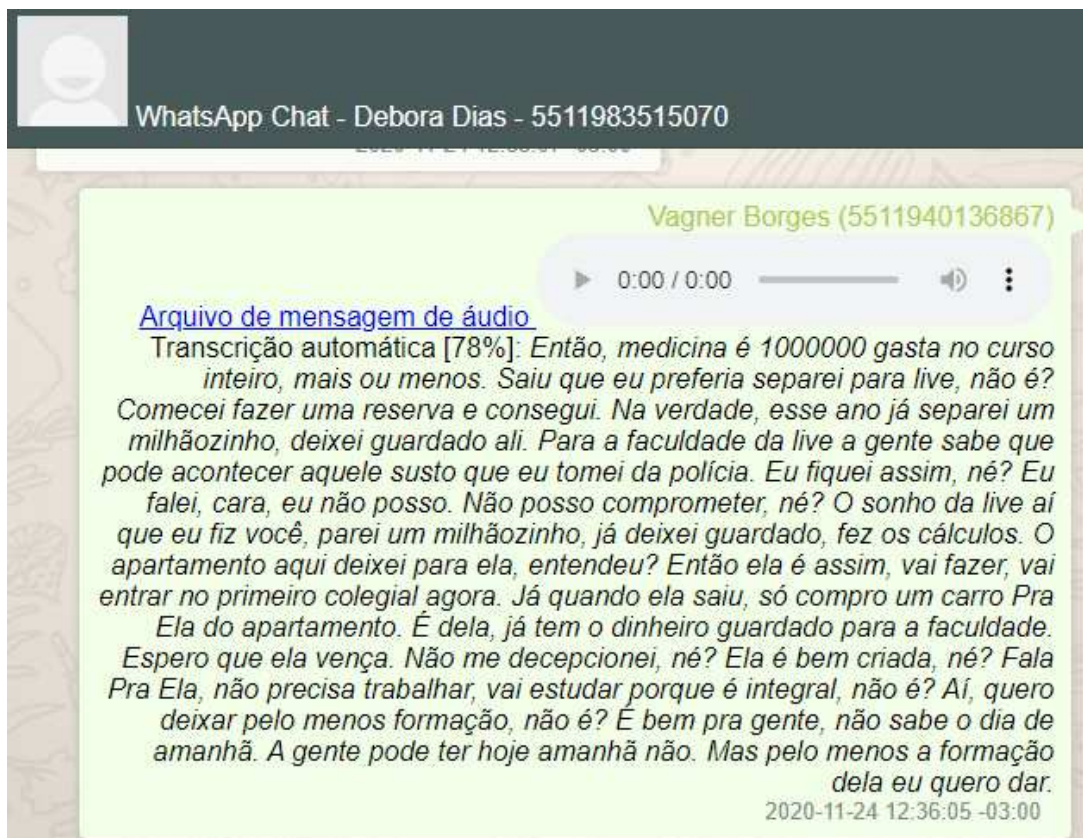 WhatsApp Chat - Debora Dias - 5511983515070
Vagner Borges (5511940136867)
0:00 / 0:00
Arquivo de mensagem de áudio
Transcrição automática [78%]: Então, medicina é 1000000 gasta no curso
inteiro, mais ou menos. Saiu que eu preferia separei para live, não é?
Comecei fazer uma reserva e consegui. Na verdade, esse ano já separei um
milhãozinho, deixei guardado ali. Para a faculdade da live a gente sabe que
pode acontecer aquele susto que eu tomei da polícia. Eu fiquei assim, né? Eu
falei, cara, eu não posso. Não posso comprometer, né? O sonho da live aí
que eu fiz você, parei um milhãozinho, já deixei guardado, fez os cálculos. O
apartamento aqui deixei para ela, entendeu? Então ela é assim, vai fazer, vai
entrar no primeiro colegial agora. Já quando ela saiu, só compro um carro Pra
Ela do apartamento. É dela, já tem o dinheiro guardado para a faculdade.
Espero que ela vença. Não me decepcionei, né? Ela é bem criada, né? Fala
Pra Ela, não precisa trabalhar, vai estudar porque é integral, não é? Aí, quero
deixar pelo menos formação, não é? É bem pra gente, não sabe o dia de
amanhã. A gente pode ter hoje amanhã não. Mas pelo menos a formação
dela eu quero dar.
2020-11-24 12:36:05 -03:00